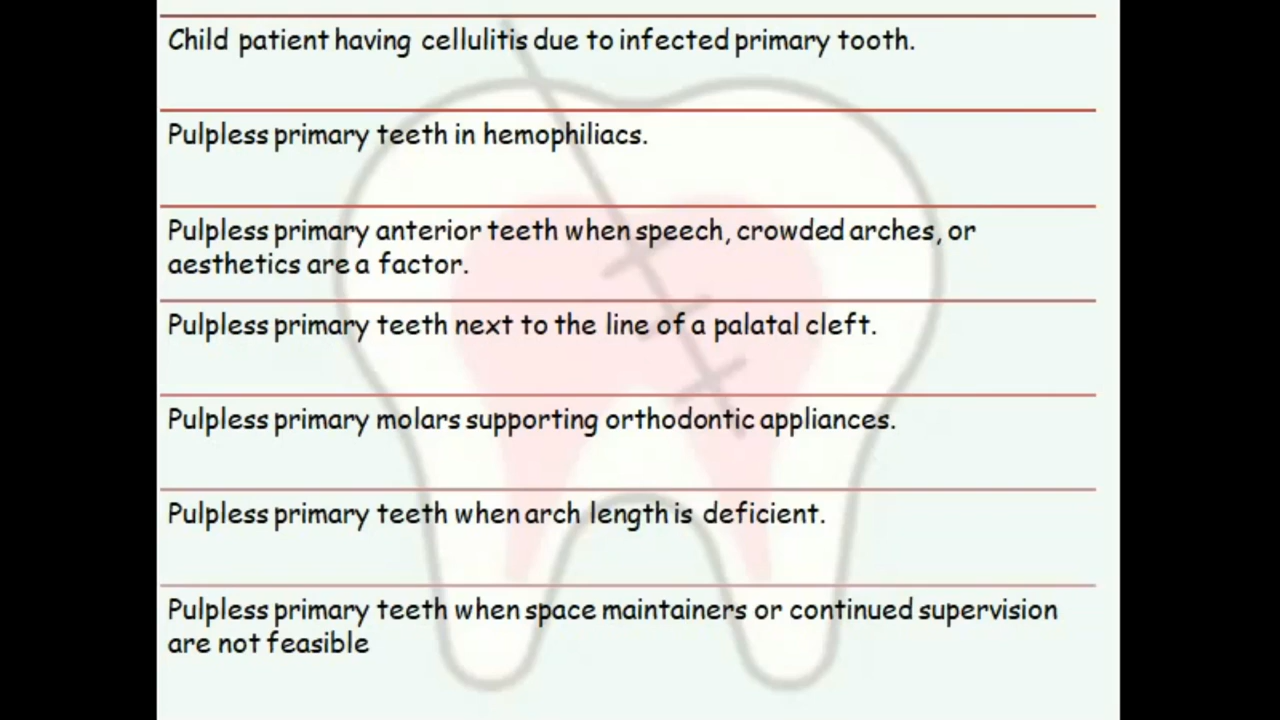 Child patient having cellulitis due to infected primary tooth.
Pulpless primary teeth in hemophiliacs.
Pulpless primary anterior teeth when speech, crowded arches, or
aesthetics are a factor.
Pulpless primary teeth next to the line of a palatal cleft.
Pulpless primary molars supporting orthodontic appliances.
Pulpless primary teeth when arch length is deficient.
Pulpless primary teeth when space maintainers or continued supervision
are not feasible